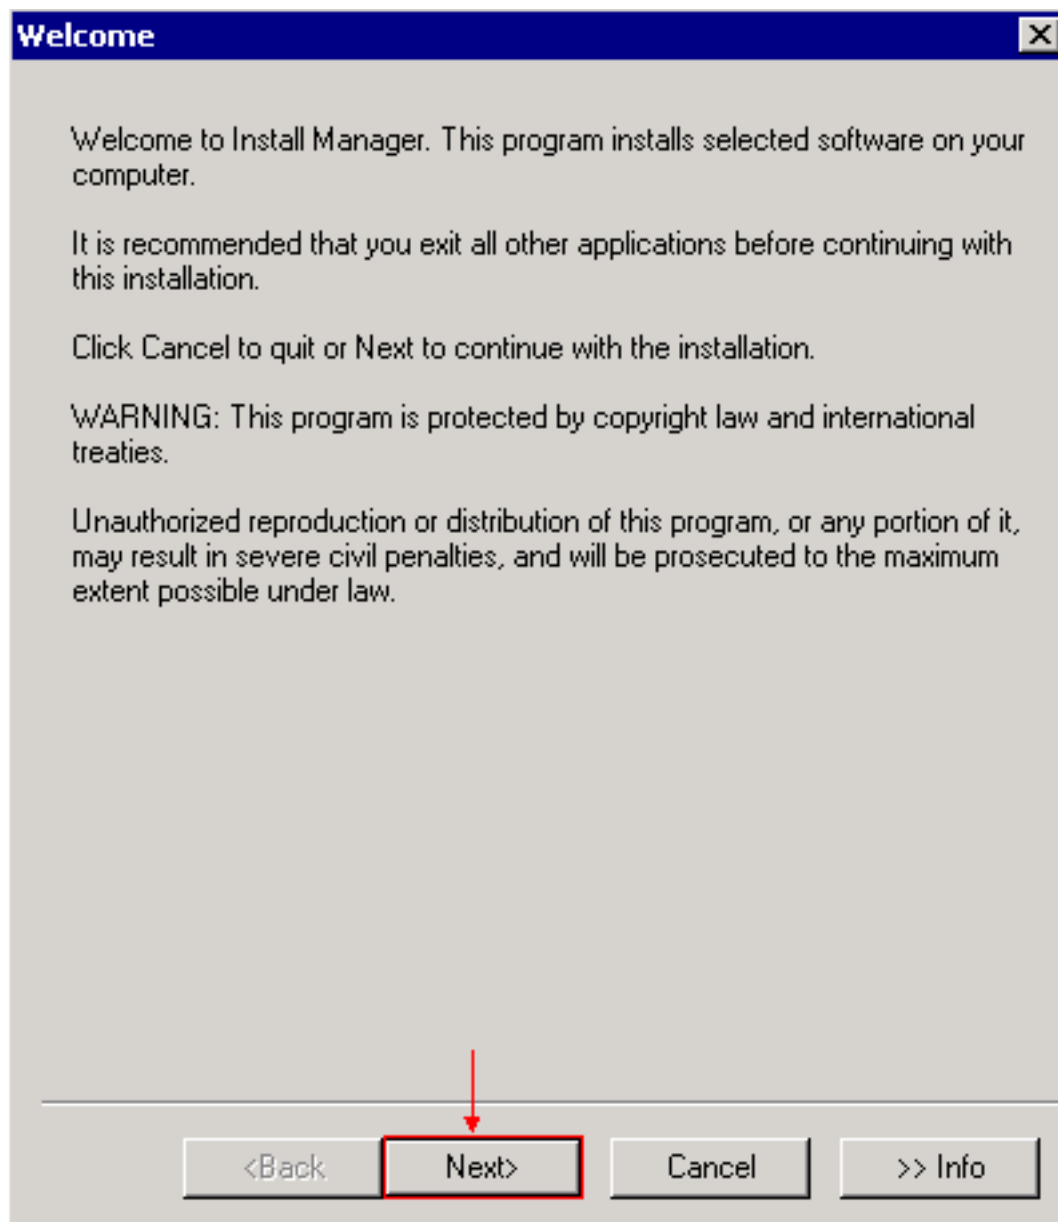 Welcome
Welcome to Install Manager. This program installs selected software on your
computer.
It is recommended that you exit all other applications before continuing with
this installation.
Click Cancel to quit or Next to continue with the installation.
WARNING: This program is protected by copyright law and international
treaties.
Unauthorized reproduction or distribution of this program, or any portion of it,
may result in severe civil penalties, and will be prosecuted to the maximum
extent possible under law.
<Back Next> Cancel >> Info